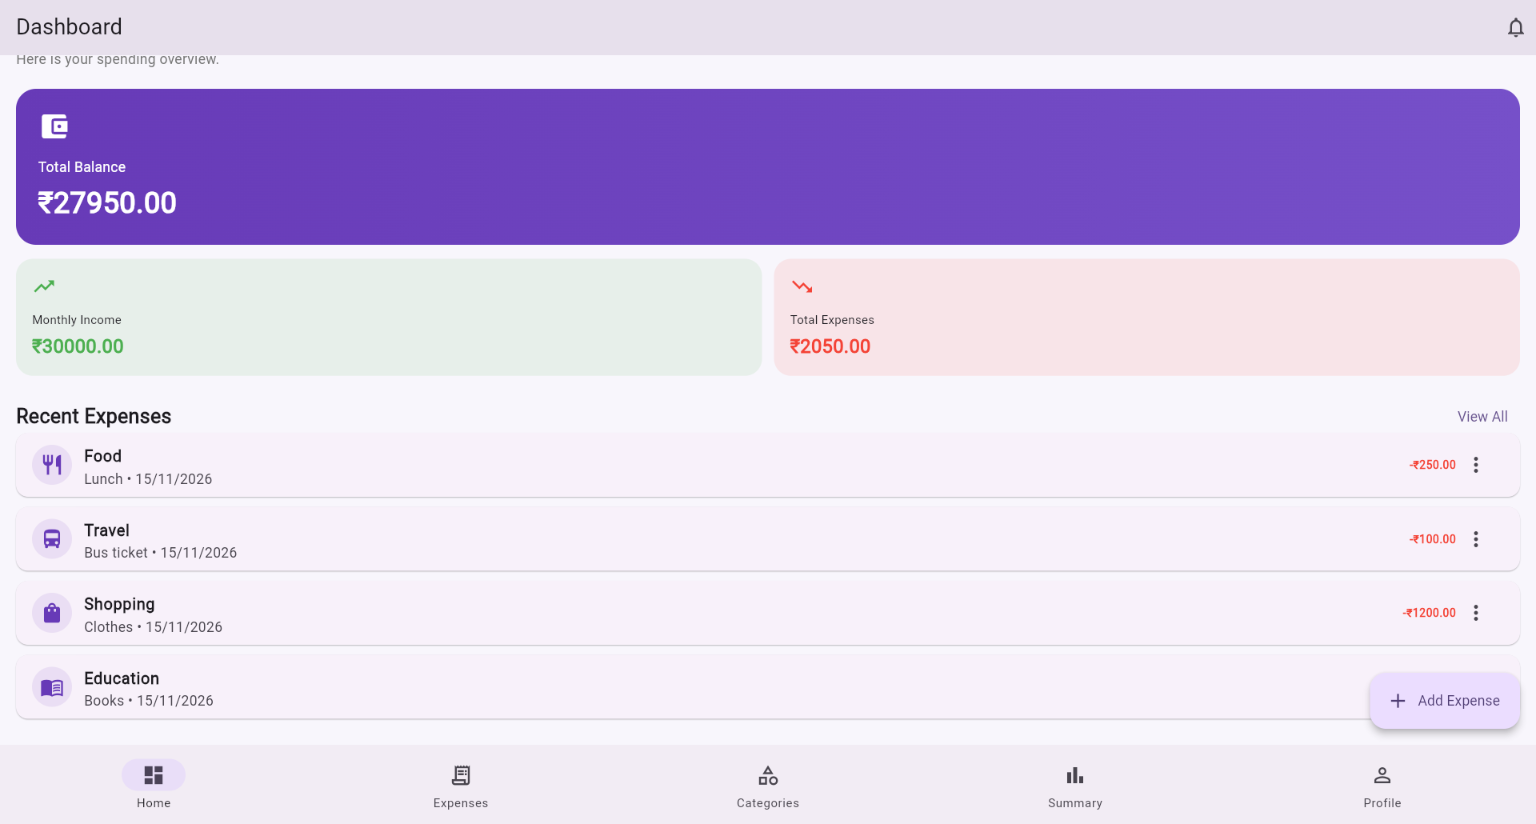 Dashboard
Here is your spending overview.
Total Balance
₹27950.00
Monthly Income
₹30000.00
Total Expenses
₹2050.00
Recent Expenses
View All
Food
Lunch • 15/11/2026
-₹250.00
Travel
Bus ticket • 15/11/2026
-₹100.00
Shopping
Clothes • 15/11/2026
-₹1200.00
Education
Books • 15/11/2026
Add Expense
Home
Expenses
Categories
Summary
Profile